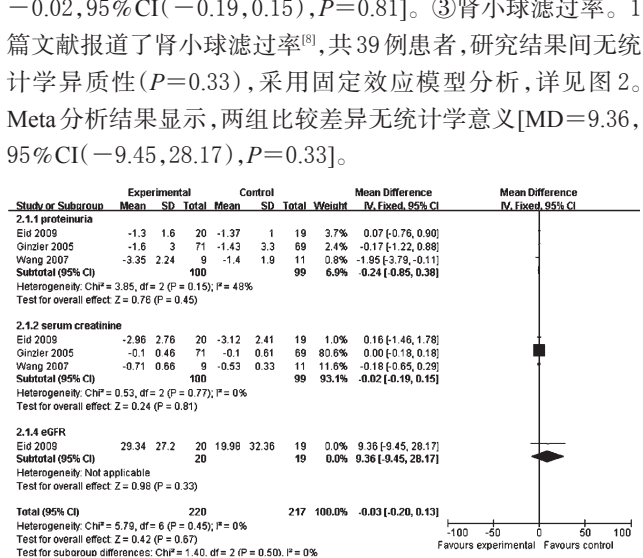 −0.02,95%CI(−0.19,0.15),P=0.81]。③肾小球滤过率。1
篇文献报道了肾小球滤过率[8],共39例患者,研究结果间无统
计学异质性(P=0.33),采用固定效应模型分析,详见图2。
Meta分析结果显示,两组比较差异无统计学意义[MD=9.36,
95%CI(−9.45,28.17),P=0.33]。
Experimental Control Mean Difference Mean Difference
Study or Subgroup Mean SD Total Mean SD Total Weight IV, Fixed, 95% CI IV, Fixed, 95% CI
2.1.1 proteinuria
Eid 2009 -1.3 1.6 20 -1.37 1 19 3.7% 0.07 [-0.76, 0.90]
Ginzler 2005 -1.6 3 71 -1.43 3.3 69 2.4% -0.17 [-1.22, 0.88]
Wang 2007 -3.35 2.24 9 -1.4 1.9 11 0.8% -1.95 [-3.79, -0.11]
Subtotal (95% CI) 100 99 6.9% -0.24 [-0.85, 0.38]
Heterogeneity: Chi² = 3.85, df = 2 (P = 0.15); I² = 48%
Test for overall effect: Z = 0.76 (P = 0.45)
2.1.2 serum creatinine
Eid 2009 -2.96 2.76 20 -3.12 2.41 19 1.0% 0.16 [-1.46, 1.78]
Ginzler 2005 -0.1 0.46 71 -0.1 0.61 69 80.6% 0.00 [-0.18, 0.18]
Wang 2007 -0.71 0.66 9 -0.53 0.33 11 11.6% -0.18 [-0.65, 0.29]
Subtotal (95% CI) 100 99 93.1% -0.02 [-0.19, 0.15]
Heterogeneity: Chi² = 0.53, df = 2 (P = 0.77); I² = 0%
Test for overall effect: Z = 0.24 (P = 0.81)
2.1.4 eGFR
Eid 2009 29.34 27.2 20 19.98 32.36 19 0.0% 9.36 [-9.45, 28.17]
Subtotal (95% CI) 20 19 0.0% 9.36 [-9.45, 28.17]
Heterogeneity: Not applicable
Test for overall effect: Z = 0.98 (P = 0.33)
Total (95% CI) 220 217 100.0% -0.03 [-0.20, 0.13]
Heterogeneity: Chi² = 5.79, df = 6 (P = 0.45); I² = 0%
Test for overall effect: Z = 0.42 (P = 0.67)
Test for subgroup differences: Chi² = 1.40, df = 2 (P = 0.50), I² = 0%
-100 -50 0 50 100
Favours experimental Favours control